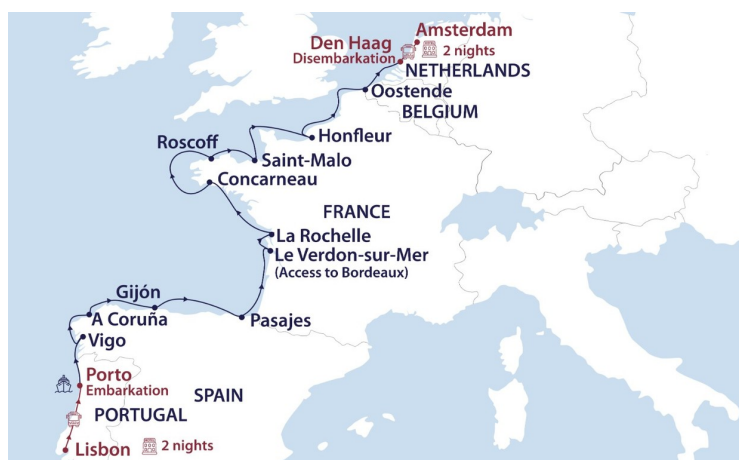 Amsterdam
Den Haag
Disembarkation
2 nights
NETHERLANDS
Oostende
BELGIUM
Honfleur
Roscoff
Saint-Malo
Concarneau
FRANCE
La Rochelle
Le Verdon-sur-Mer
(Access to Bordeaux)
Gijón
A Coruña
Pasajes
Vigo
Porto
Embarkation
SPAIN
PORTUGAL
Lisbon
2 nights